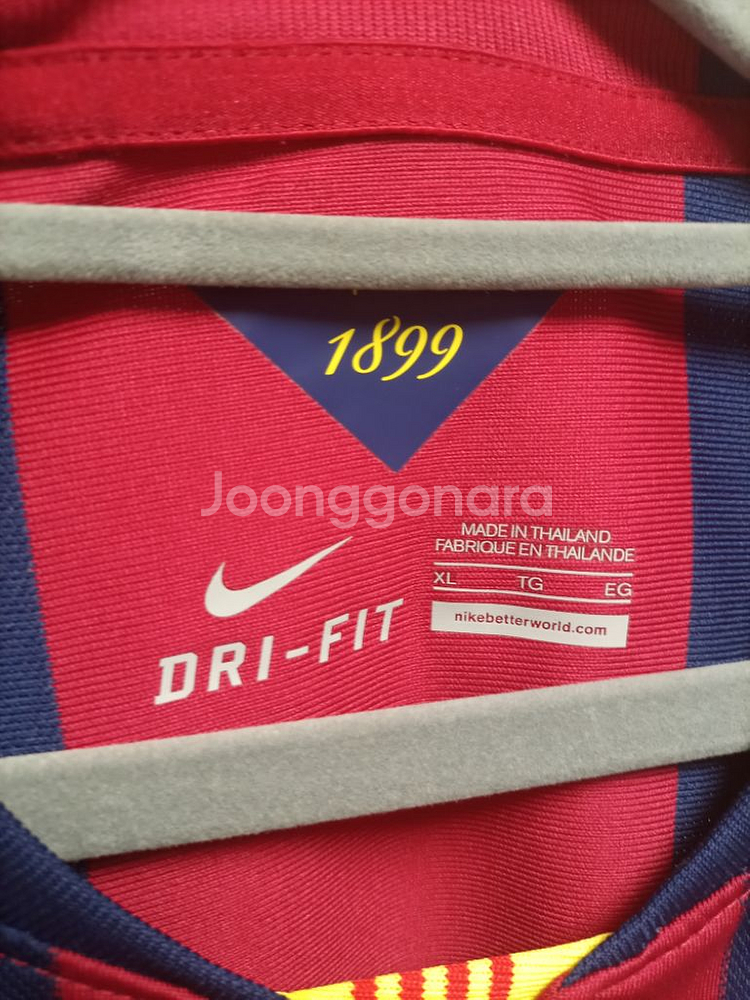 1899
Joonggonara
MADE IN THAILAND
FABRIQUE EN THAILANDE
XL TG EG
nikebetterworld.com
DRI-FIT